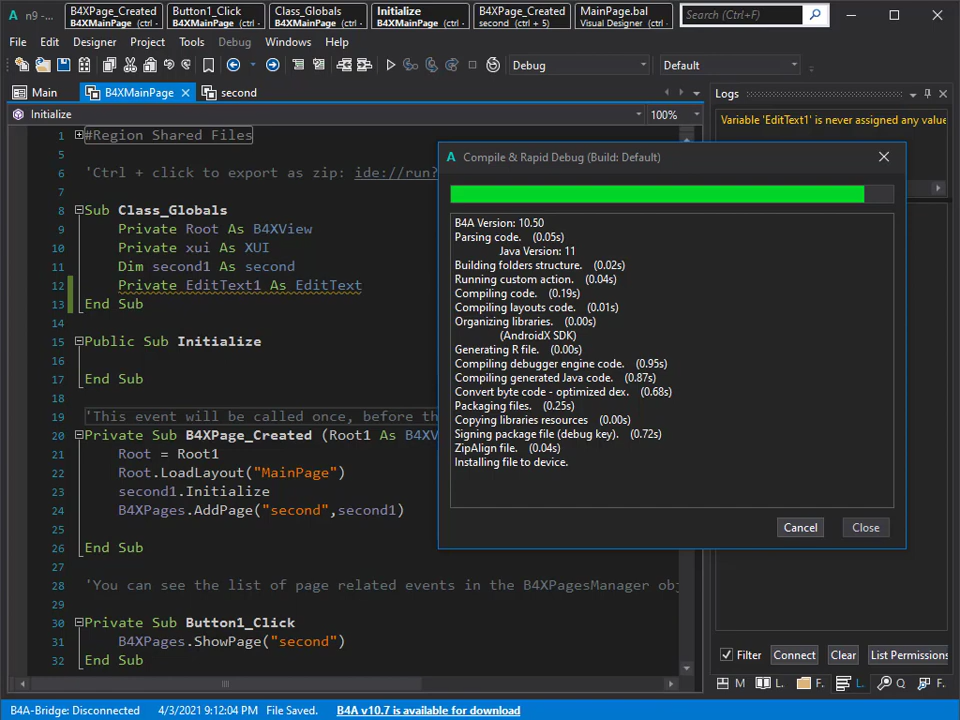 n9 -...
B4XPage_Created
B4XMainPage (ctrl -
Button1_Click
B4XMainPage (ctrl -
Class_Globals
B4XMainPage (ctrl -
Initialize
B4XMainPage (ctrl -
B4XPage_Created
second (ctrl + 5)
MainPage.bal
Visual Designer (ctrl
Search (Ctrl+F)
File Edit Designer Project Tools Debug Windows Help
Debug Default
Main B4XMainPage second
Initialize 100%
1 #Region Shared Files
5
6 'Ctrl + click to export as zip: ide://run?
7
8 Sub Class_Globals
9 Private Root As B4XView
10 Private xui As XUI
11 Dim second1 As second
12 Private EditText1 As EditText
13 End Sub
14
15 Public Sub Initialize
16
17 End Sub
18
19 'This event will be called once, before th
20 Private Sub B4XPage_Created (Root1 As B4XV
21 Root = Root1
22 Root.LoadLayout("MainPage")
23 second1.Initialize
24 B4XPages.AddPage("second",second1)
25
26 End Sub
27
28 'You can see the list of page related events in the B4XPagesManager obj
29
30 Private Sub Button1_Click
31 B4XPages.ShowPage("second")
32 End Sub
Logs
Variable 'EditText1' is never assigned any value
Compile & Rapid Debug (Build: Default)
B4A Version: 10.50
Parsing code. (0.05s)
Java Version: 11
Building folders structure. (0.02s)
Running custom action. (0.04s)
Compiling code. (0.19s)
Compiling layouts code. (0.01s)
Organizing libraries. (0.00s)
(AndroidX SDK)
Generating R file. (0.00s)
Compiling debugger engine code. (0.95s)
Compiling generated Java code. (0.87s)
Convert byte code - optimized dex. (0.68s)
Packaging files. (0.25s)
Copying libraries resources (0.00s)
Signing package file (debug key). (0.72s)
ZipAlign file. (0.04s)
Installing file to device.
Cancel Close
Filter Connect Clear List Permissions
M L. F. L. Q F.
B4A-Bridge: Disconnected 4/3/2021 9:12:04 PM File Saved. B4A v10.7 is available for download